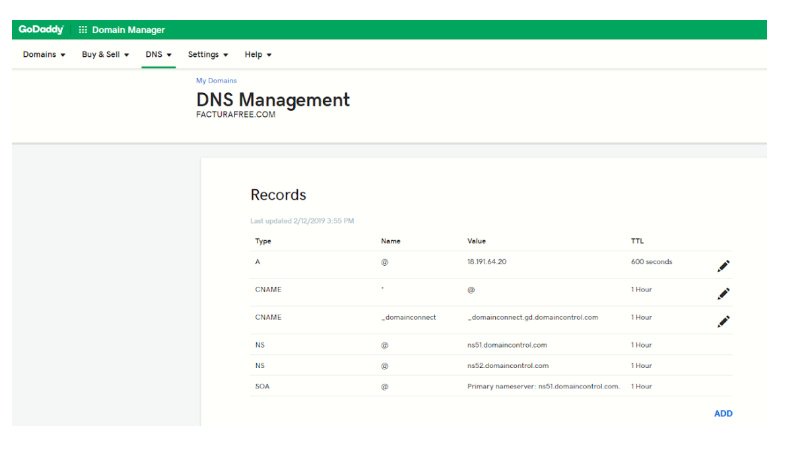 GoDaddy Domain Manager
Domains Buy & Sell DNS Settings Help
My Domains
DNS Management
FACTURAFREE.COM
Records
Last updated 2/12/2019 3:55 PM
Type Name Value TTL
A @ 18.191.64.20 600 seconds
CNAME * @ 1 Hour
CNAME _domainconnect _domainconnect.gd.domaincontrol.com 1 Hour
NS @ ns51.domaincontrol.com 1 Hour
NS @ ns52.domaincontrol.com 1 Hour
SOA @ Primary nameserver: ns51.domaincontrol.com. 1 Hour
ADD